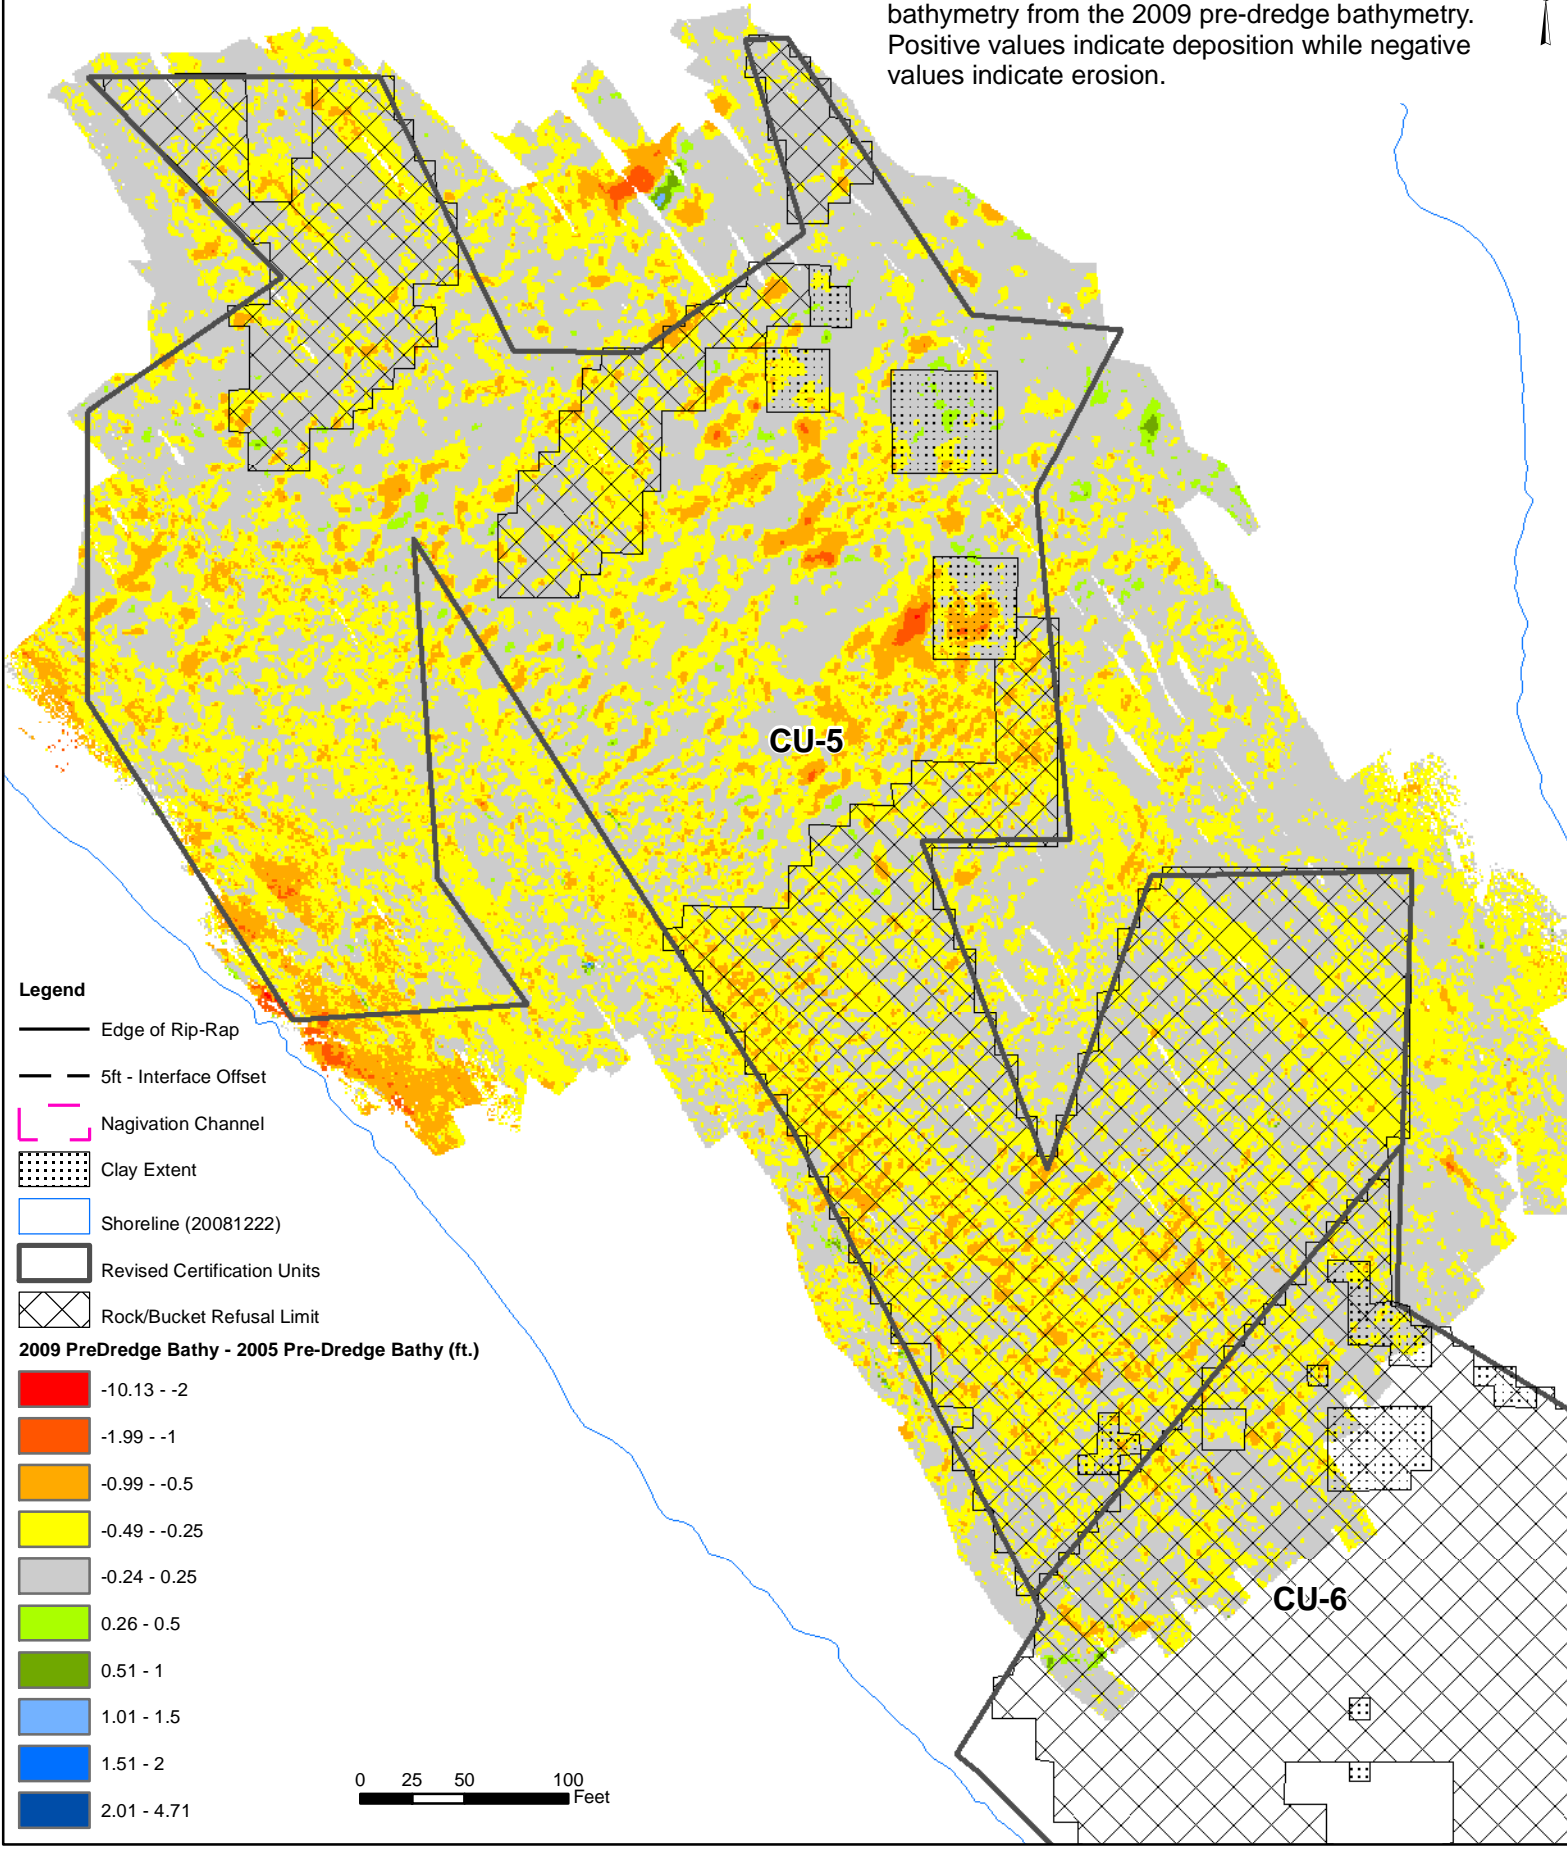 bathymetry from the 2009 pre-dredge bathymetry.
Positive values indicate deposition while negative
values indicate erosion.
CU-5
Legend
Edge of Rip-Rap
5ft - Interface Offset
Nagivation Channel
Clay Extent
Shoreline (20081222)
Revised Certification Units
Rock/Bucket Refusal Limit
2009 PreDredge Bathy - 2005 Pre-Dredge Bathy (ft.)
-10.13 - -2
-1.99 - -1
-0.99 - -0.5
-0.49 - -0.25
-0.24 - 0.25
0.26 - 0.5
0.51 - 1
1.01 - 1.5
1.51 - 2
2.01 - 4.71
CU-6
0 25 50 100
Feet